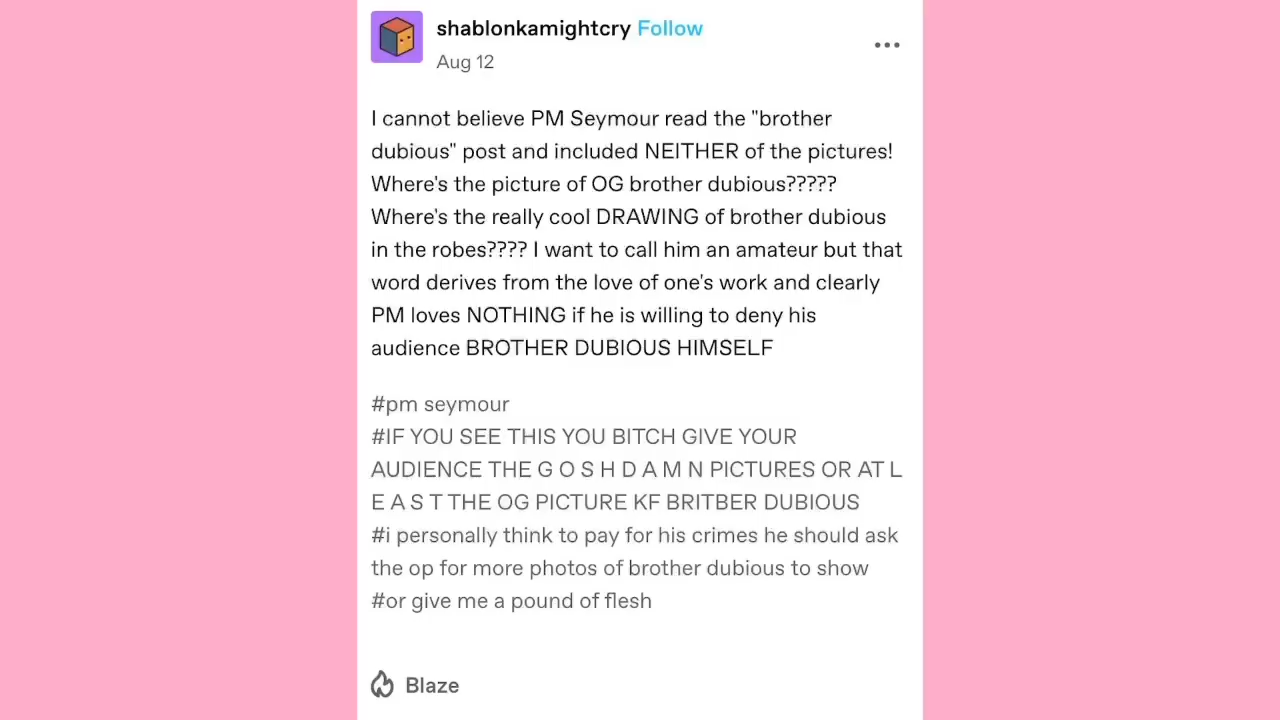 shablonkamightcry Follow
Aug 12
I cannot believe PM Seymour read the "brother
dubious" post and included NEITHER of the pictures!
Where's the picture of OG brother dubious?????
Where's the really cool DRAWING of brother dubious
in the robes???? I want to call him an amateur but that
word derives from the love of one's work and clearly
PM loves NOTHING if he is willing to deny his
audience BROTHER DUBIOUS HIMSELF
#pm seymour
#IF YOU SEE THIS YOU BITCH GIVE YOUR
AUDIENCE THE G O S H D A M N PICTURES OR AT L
E A S T THE OG PICTURE KF BRITBER DUBIOUS
#i personally think to pay for his crimes he should ask
the op for more photos of brother dubious to show
#or give me a pound of flesh
Blaze